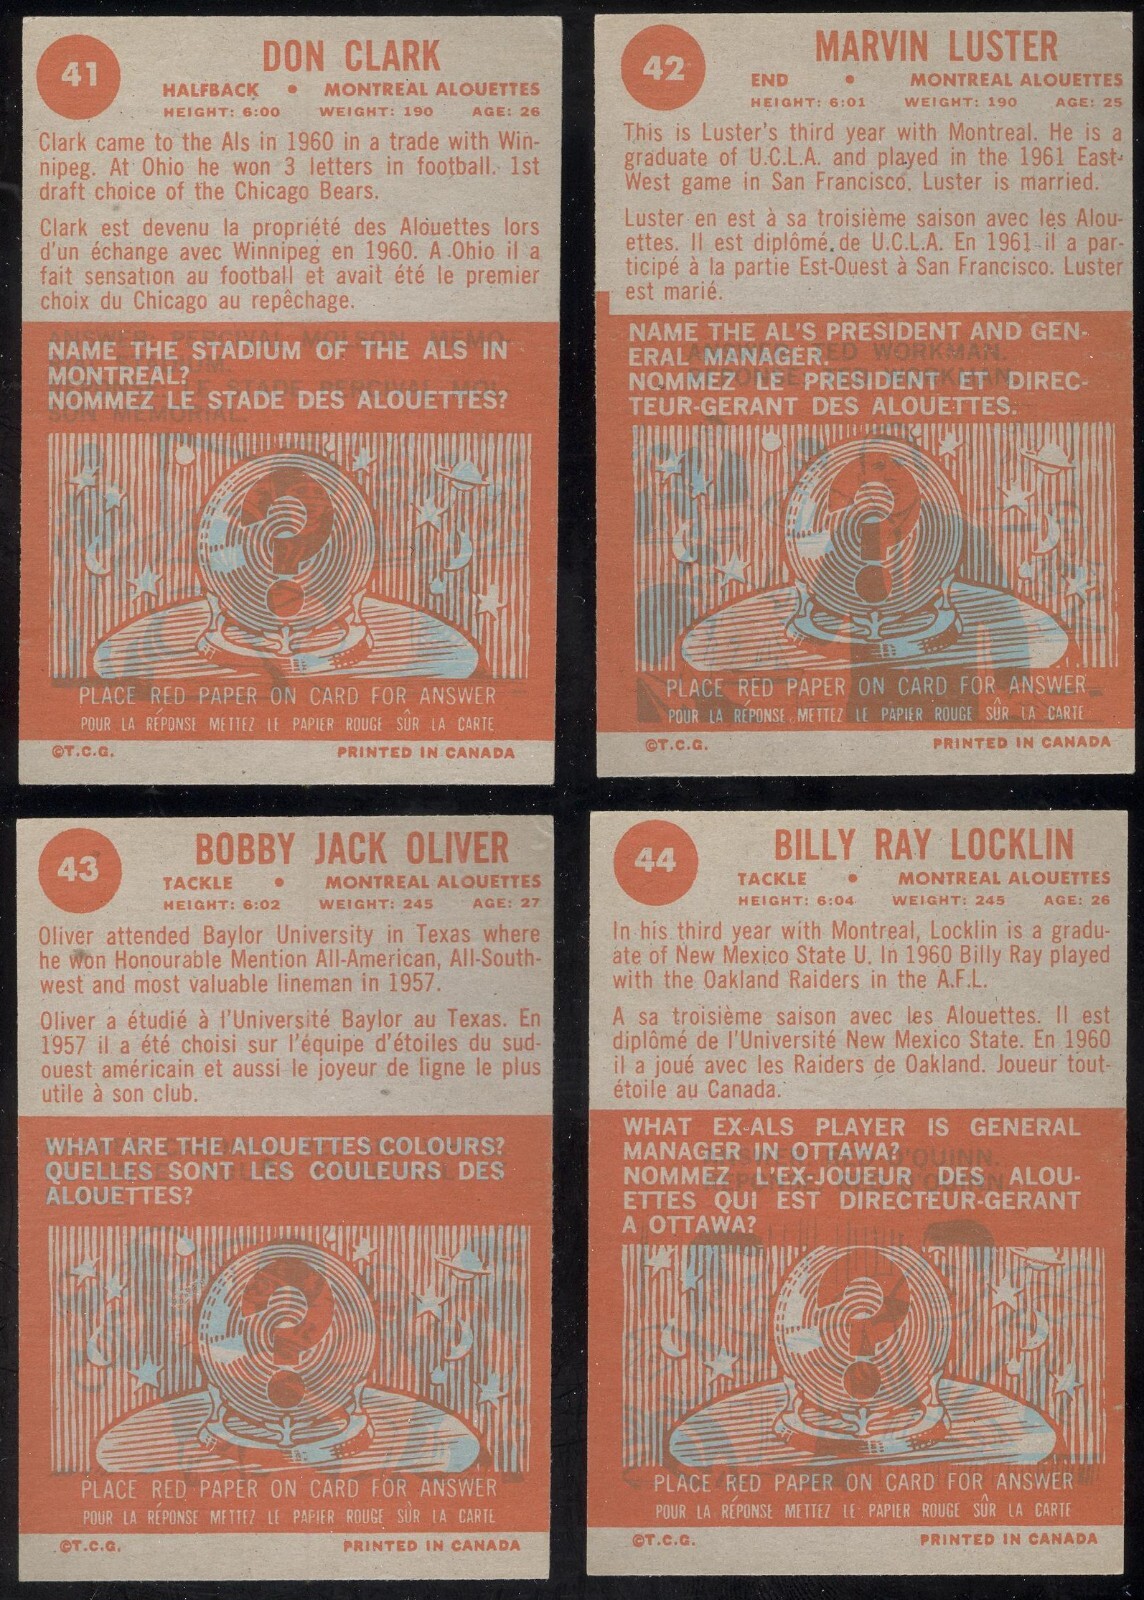 41
DON CLARK
HALFBACK • MONTREAL ALOUETTES
HEIGHT: 6:00 WEIGHT: 190 AGE: 26
Clark came to the Als in 1960 in a trade with Win-
nipeg. At Ohio he won 3 letters in football. 1st
draft choice of the Chicago Bears.
Clark est devenu la propriété des Alouettes lors
d'un échange avec Winnipeg en 1960. A Ohio il a
fait sensation au football et avait été le premier
choix du Chicago au repêchage.
NAME THE STADIUM OF THE ALS IN
MONTREAL?
NOMMEZ LE STADE DES ALOUETTES?
ANSWER: PERCIVAL MOLSON MEMO-
LE STADE PERCIVAL MOL-
SON MEMORIAL.
PLACE RED PAPER ON CARD FOR ANSWER
POUR LA RÉPONSE METTEZ LE PAPIER ROUGE SÛR LA CARTE
©T.C.G. PRINTED IN CANADA
42
MARVIN LUSTER
END • MONTREAL ALOUETTES
HEIGHT: 6:01 WEIGHT: 190 AGE: 25
This is Luster's third year with Montreal. He is a
graduate of U.C.L.A. and played in the 1961 East-
West game in San Francisco. Luster is married.
Luster en est à sa troisième saison avec les Alou-
ettes. Il est diplômé de U.C.L.A. En 1961 il a par-
ticipé à la partie Est-Ouest à San Francisco. Luster
est marié.
NAME THE AL'S PRESIDENT AND GEN-
ERAL MANAGER.
NOMMEZ LE PRESIDENT ET DIREC-
TEUR-GERANT DES ALOUETTES.
ANSWER: TED WORKMAN.
REPONSE: TED WORKMAN.
PLACE RED PAPER ON CARD FOR ANSWER
POUR LA RÉPONSE METTEZ LE PAPIER ROUGE SÛR LA CARTE
©T.C.G. PRINTED IN CANADA
43
BOBBY JACK OLIVER
TACKLE • MONTREAL ALOUETTES
HEIGHT: 6:02 WEIGHT: 245 AGE: 27
Oliver attended Baylor University in Texas where
he won Honourable Mention All-American, All-South-
west and most valuable lineman in 1957.
Oliver a étudié à l'Université Baylor au Texas. En
1957 il a été choisi sur l'équipe d'étoiles du sud-
ouest américain et aussi le joyeur de ligne le plus
utile à son club.
WHAT ARE THE ALOUETTES COLOURS?
QUELLES SONT LES COULEURS DES
ALOUETTES?
PLACE RED PAPER ON CARD FOR ANSWER
POUR LA RÉPONSE METTEZ LE PAPIER ROUGE SÛR LA CARTE
©T.C.G. PRINTED IN CANADA
44
BILLY RAY LOCKLIN
TACKLE • MONTREAL ALOUETTES
HEIGHT: 6:04 WEIGHT: 245 AGE: 26
In his third year with Montreal, Locklin is a gradu-
ate of New Mexico State U. In 1960 Billy Ray played
with the Oakland Raiders in the A.F.L.
A sa troisième saison avec les Alouettes. Il est
diplômé de l'Université New Mexico State. En 1960
il a joué avec les Raiders de Oakland. Joueur tout-
étoile au Canada.
WHAT EX-ALS PLAYER IS GENERAL
MANAGER IN OTTAWA?
NOMMEZ L'EX-JOUEUR DES ALOU-
ETTES QUI EST DIRECTEUR-GERANT
A OTTAWA?
O'QUINN.
PLACE RED PAPER ON CARD FOR ANSWER
POUR LA RÉPONSE METTEZ LE PAPIER ROUGE SÛR LA CARTE
©T.C.G. PRINTED IN CANADA